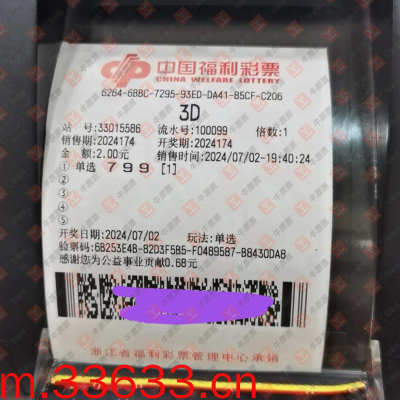 中国福利彩票
CHINA WELFARE LOTTERY
6264-6BBC-7295-93ED-DA41-B5CF-C206
3D
站 号:33015586 流水号:100099 倍数:1
销售期:2024174 开奖期:2024174
金 额:2.00元 销售时间:2024/07/02-19:40:24
① 单选 7 9 9 [1]
②
③
④
⑤
开奖日期:2024/07/02 玩法:单选
验票码:6B253E4B-82D3F5B5-F04B9587-B8430DA8
感谢您为公益事业贡献0.68元
浙江省福利彩票管理中心承销
m.33633.cn